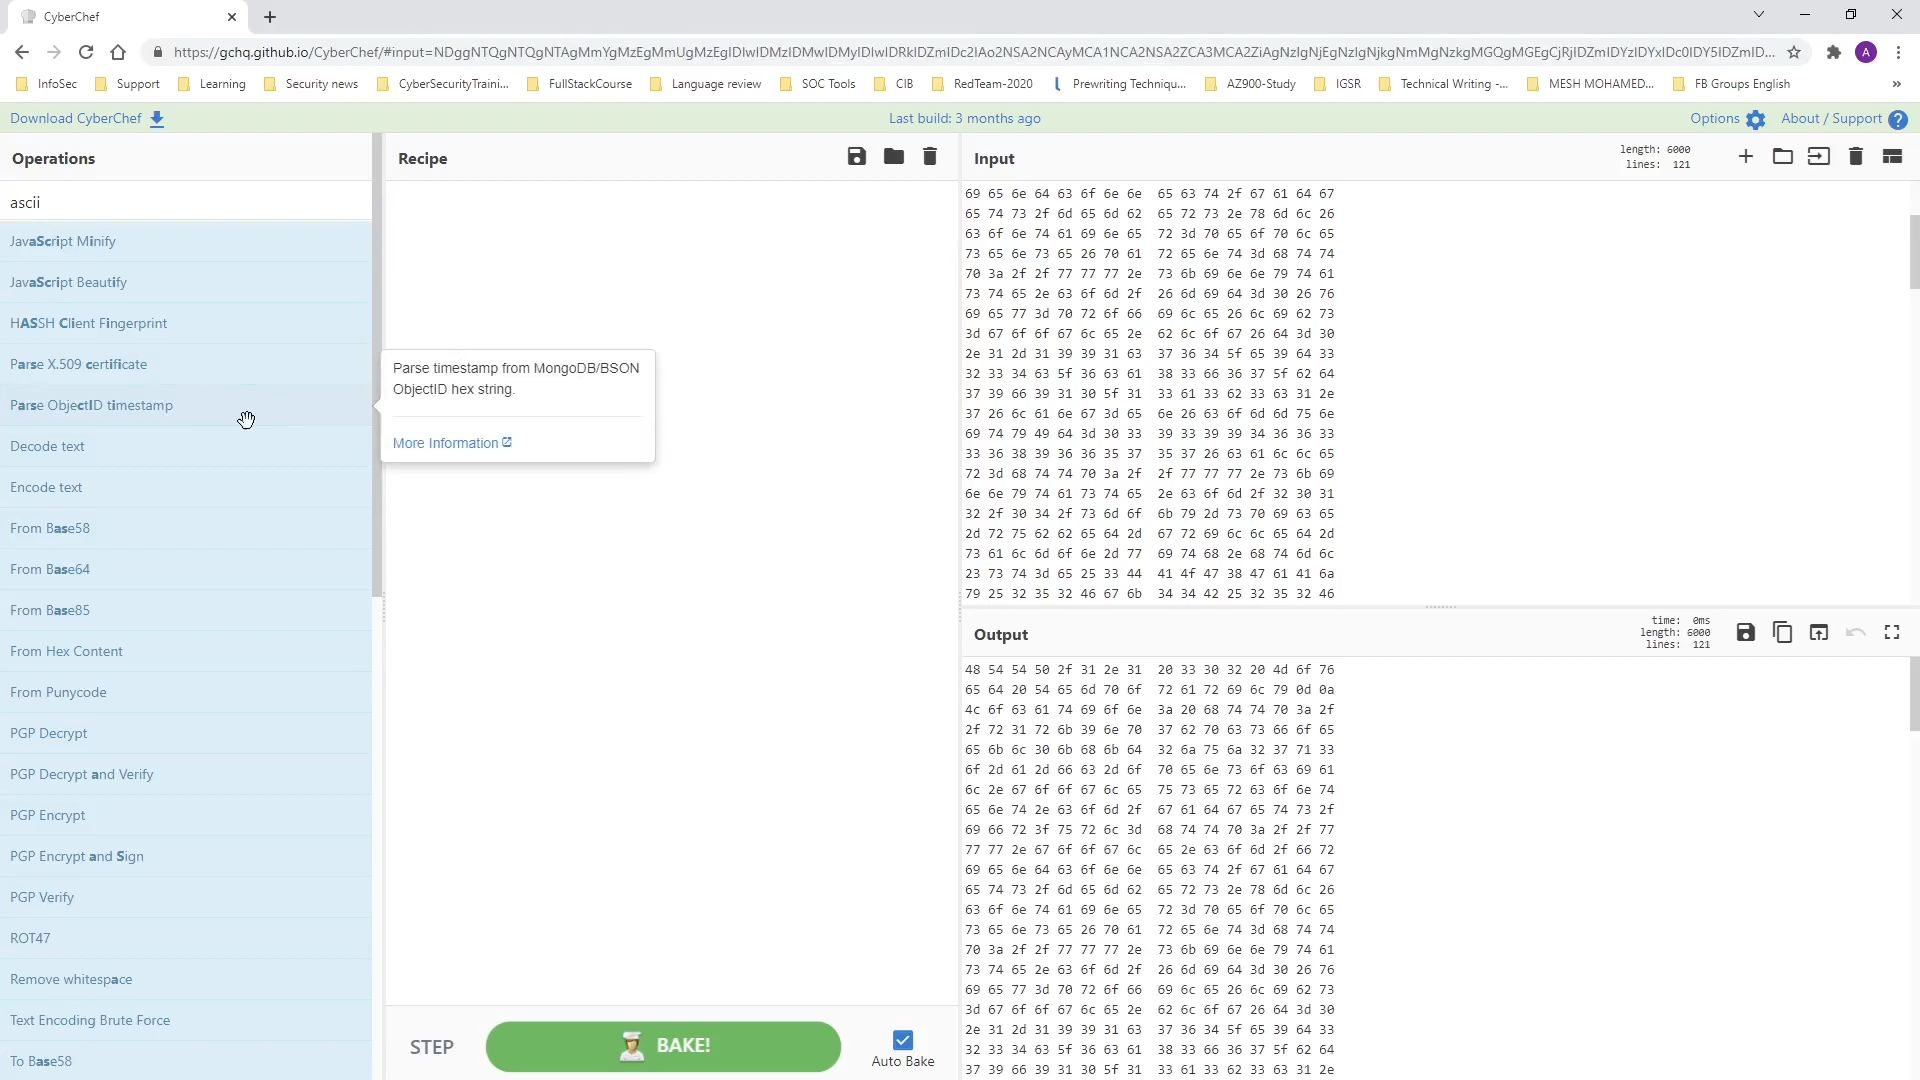 CyberChef
https://gchq.github.io/CyberChef/#input=NDggNTQgNTQgNTAgMmYgMzEgMmUgMzEgIDIwIDMzIDMwIDMyIDIwIDRkIDZmIDc2IAo2NSA2NCAyMCA1NCA2NSA2ZCA3MCA2ZiAgNzIgNjEgNzIgNjkgNmMgNzkgMGQgMGEgCjRjIDZmIDYzIDYxIDc0IDY5IDZmID...
InfoSec
Support
Learning
Security news
CyberSecurityTraini...
FullStackCourse
Language review
SOC Tools
CIB
RedTeam-2020
Prewriting Techniqu...
AZ900-Study
IGSR
Technical Writing -...
MESH MOHAMED...
FB Groups English
»
Download CyberChef
Last build: 3 months ago
Options
About / Support
Operations
ascii
JavaScript Minify
JavaScript Beautify
HASSH Client Fingerprint
Parse X.509 certificate
Parse ObjectID timestamp
Decode text
Encode text
From Base58
From Base64
From Base85
From Hex Content
From Punycode
PGP Decrypt
PGP Decrypt and Verify
PGP Encrypt
PGP Encrypt and Sign
PGP Verify
ROT47
Remove whitespace
Text Encoding Brute Force
To Base58
Recipe
Parse timestamp from MongoDB/BSON
ObjectID hex string.
More Information
STEP
BAKE!
Auto Bake
Input
length: 6000
lines: 121
69 65 6e 64 63 6f 6e 6e  65 63 74 2f 67 61 64 67
65 74 73 2f 6d 65 6d 62  65 72 73 2e 78 6d 6c 26
63 6f 6e 74 61 69 6e 65  72 3d 70 65 6f 70 6c 65
73 65 6e 73 65 26 70 61  72 65 6e 74 3d 68 74 74
70 3a 2f 2f 77 77 77 2e  73 6b 69 6e 6e 79 74 61
73 74 65 2e 63 6f 6d 2f  26 6d 69 64 3d 30 26 76
69 65 77 3d 70 72 6f 66  69 6c 65 26 6c 69 62 73
3d 67 6f 6f 67 6c 65 2e  62 6c 6f 67 26 64 3d 30
2e 31 2d 31 39 39 31 63  37 36 34 5f 65 39 64 33
32 33 34 63 5f 36 63 61  38 33 66 36 37 5f 62 64
37 39 66 39 31 30 5f 31  33 61 33 62 33 63 31 2e
37 26 6c 61 6e 67 3d 65  6e 26 63 6f 6d 6d 75 6e
69 74 79 49 64 3d 30 33  39 33 39 39 34 36 36 33
33 36 38 39 36 36 35 37  35 37 26 63 61 6c 6c 65
72 3d 68 74 74 70 3a 2f  2f 77 77 77 2e 73 6b 69
6e 6e 79 74 61 73 74 65  2e 63 6f 6d 2f 32 30 31
32 2f 30 34 2f 73 6d 6f  6b 79 2d 73 70 69 63 65
2d 72 75 62 62 65 64 2d  67 72 69 6c 6c 65 64 2d
73 61 6c 6d 6f 6e 2d 77  69 74 68 2e 68 74 6d 6c
23 73 74 3d 65 25 33 44  41 4f 47 38 47 61 41 6a
79 25 32 35 32 46 67 6b  34 34 42 25 32 35 32 46
Output
time: 0ms
length: 6000
lines: 121
48 54 54 50 2f 31 2e 31  20 33 30 32 20 4d 6f 76
65 64 20 54 65 6d 70 6f  72 61 72 69 6c 79 0d 0a
4c 6f 63 61 74 69 6f 6e  3a 20 68 74 74 70 3a 2f
2f 72 31 72 6b 39 6e 70  37 62 70 63 73 66 6f 65
65 6b 6c 30 6b 68 6b 64  32 6a 75 6a 32 37 71 33
6f 2d 61 2d 66 63 2d 6f  70 65 6e 73 6f 63 69 61
6c 2e 67 6f 6f 67 6c 65  75 73 65 72 63 6f 6e 74
65 6e 74 2e 63 6f 6d 2f  67 61 64 67 65 74 73 2f
69 66 72 3f 75 72 6c 3d  68 74 74 70 3a 2f 2f 77
77 77 2e 67 6f 6f 67 6c  65 2e 63 6f 6d 2f 66 72
69 65 6e 64 63 6f 6e 6e  65 63 74 2f 67 61 64 67
65 74 73 2f 6d 65 6d 62  65 72 73 2e 78 6d 6c 26
63 6f 6e 74 61 69 6e 65  72 3d 70 65 6f 70 6c 65
73 65 6e 73 65 26 70 61  72 65 6e 74 3d 68 74 74
70 3a 2f 2f 77 77 77 2e  73 6b 69 6e 6e 79 74 61
73 74 65 2e 63 6f 6d 2f  26 6d 69 64 3d 30 26 76
69 65 77 3d 70 72 6f 66  69 6c 65 26 6c 69 62 73
3d 67 6f 6f 67 6c 65 2e  62 6c 6f 67 26 64 3d 30
2e 31 2d 31 39 39 31 63  37 36 34 5f 65 39 64 33
32 33 34 63 5f 36 63 61  38 33 66 36 37 5f 62 64
37 39 66 39 31 30 5f 31  33 61 33 62 33 63 31 2e